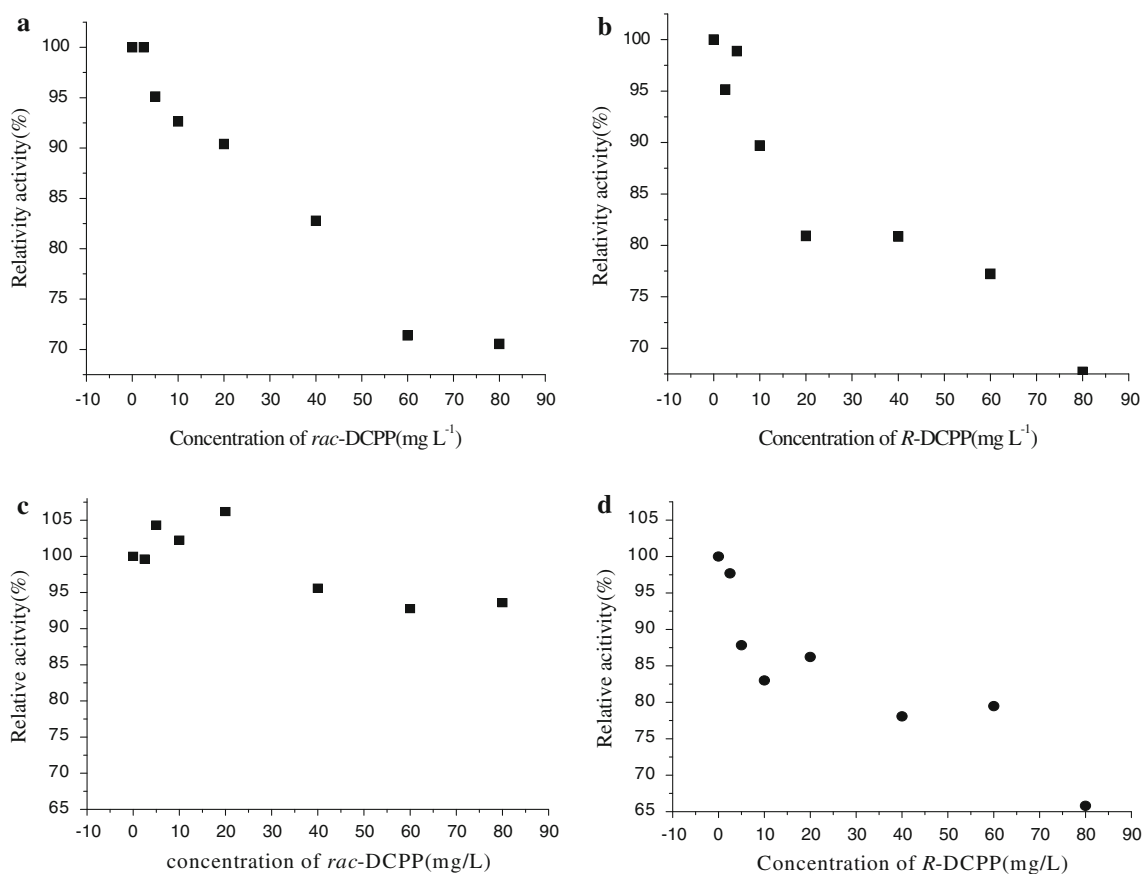 a
100
95
90
85
80
75
70
Relativity activity(%)
-10 0 10 20 30 40 50 60 70 80 90
Concentration of rac-DCPP(mg L-1)
b
100
95
90
85
80
75
70
Relativity activity(%)
-10 0 10 20 30 40 50 60 70 80 90
Concentration of R-DCPP(mg L-1)
c
105
100
95
90
85
80
75
70
65
Relative acitvity(%)
-10 0 10 20 30 40 50 60 70 80 90
concentration of rac-DCPP(mg/L)
d
105
100
95
90
85
80
75
70
65
Relative acitivity(%)
-10 0 10 20 30 40 50 60 70 80 90
Concentration of R-DCPP(mg/L)